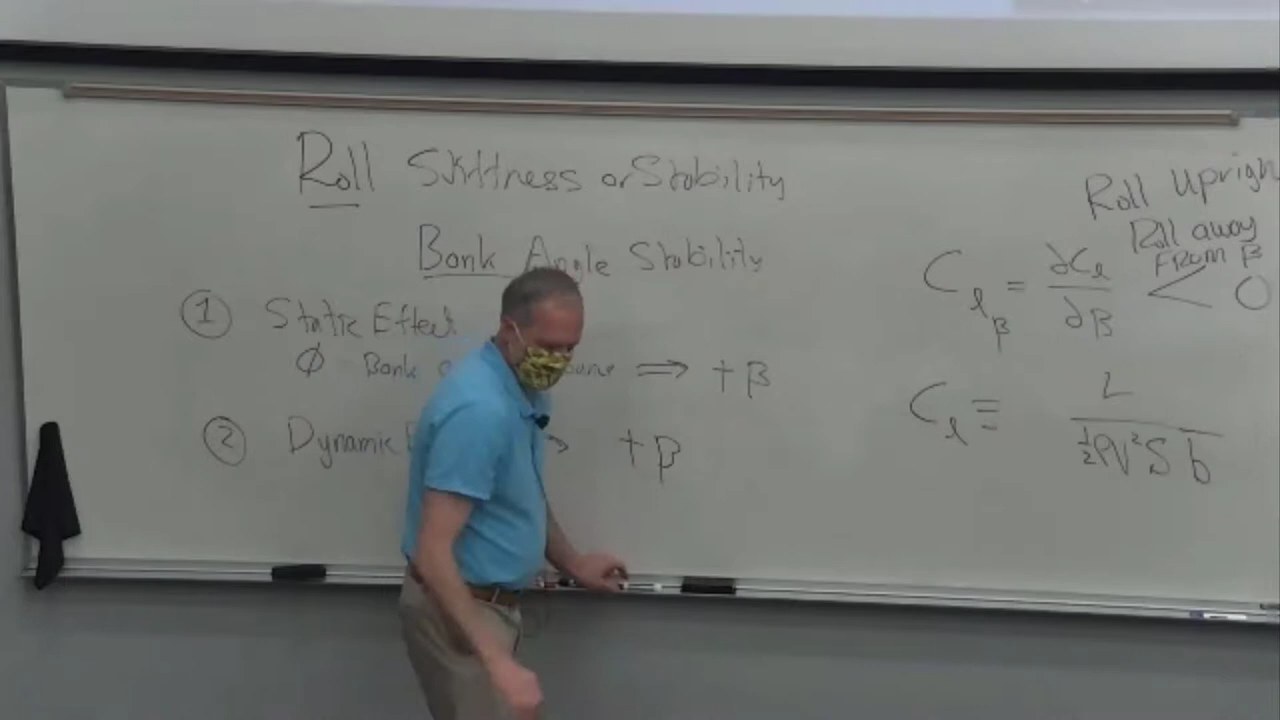 Roll Stiffness or Stability
Bank Angle Stability
① Static Effect
Ø Bank ⇒ +β
② Dynamic → +β
Roll Upright
Roll away
From β
C_lβ = ∂C_l/∂β < 0
C_l ≡ L / ½ρV²S b